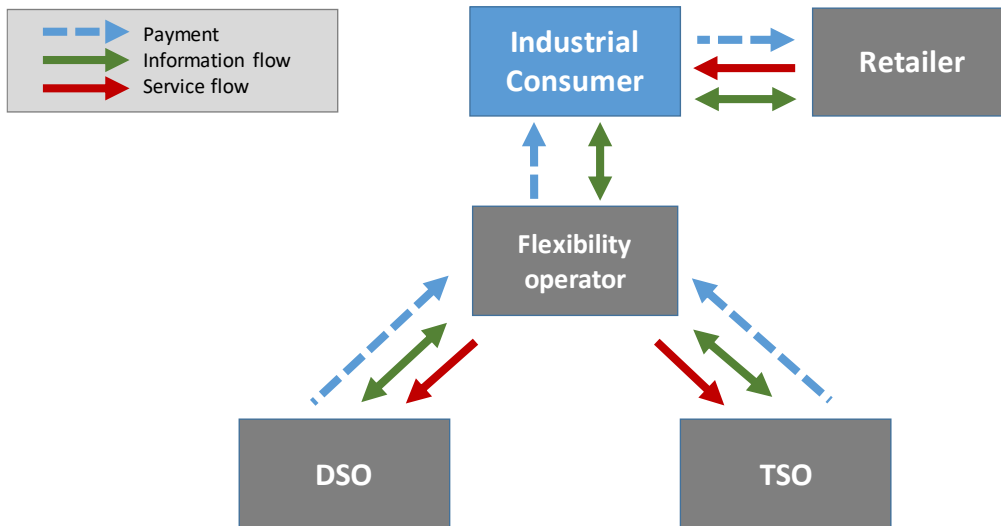 Payment
Information flow
Service flow
Industrial
Consumer
Retailer
Flexibility
operator
DSO
TSO